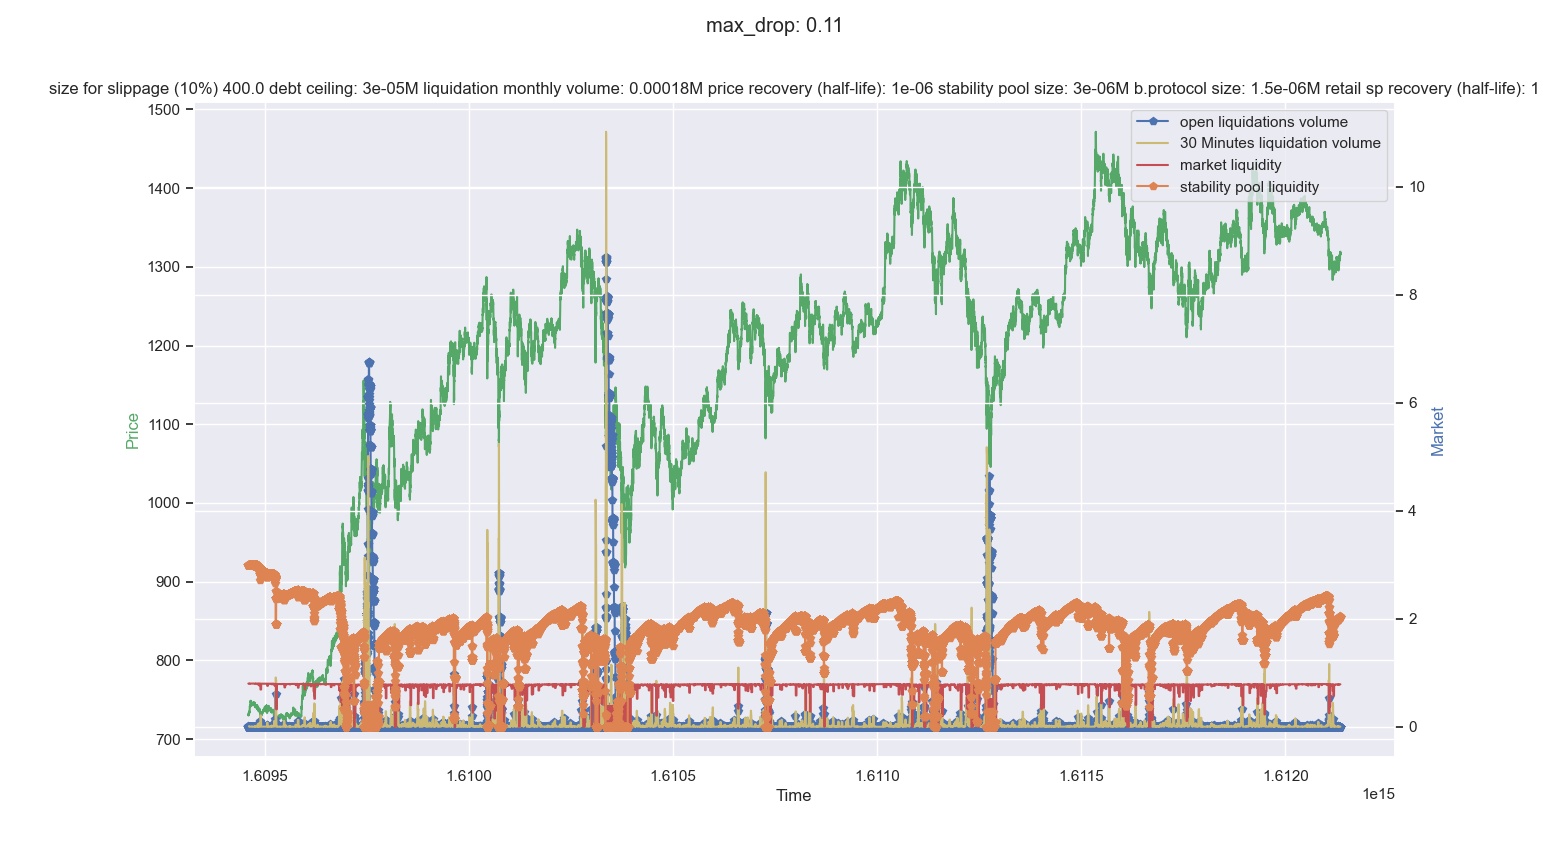 max_drop: 0.11
size for slippage (10%) 400.0 debt ceiling: 3e-05M liquidation monthly volume: 0.00018M price recovery (half-life): 1e-06 stability pool size: 3e-06M b.protocol size: 1.5e-06M retail sp recovery (half-life): 1
open liquidations volume
30 Minutes liquidation volume
market liquidity
stability pool liquidity
1500
1400
1300
1200
1100
1000
900
800
700
Price
10
8
6
4
2
0
Market
1.6095 1.6100 1.6105 1.6110 1.6115 1.6120
Time
1e15